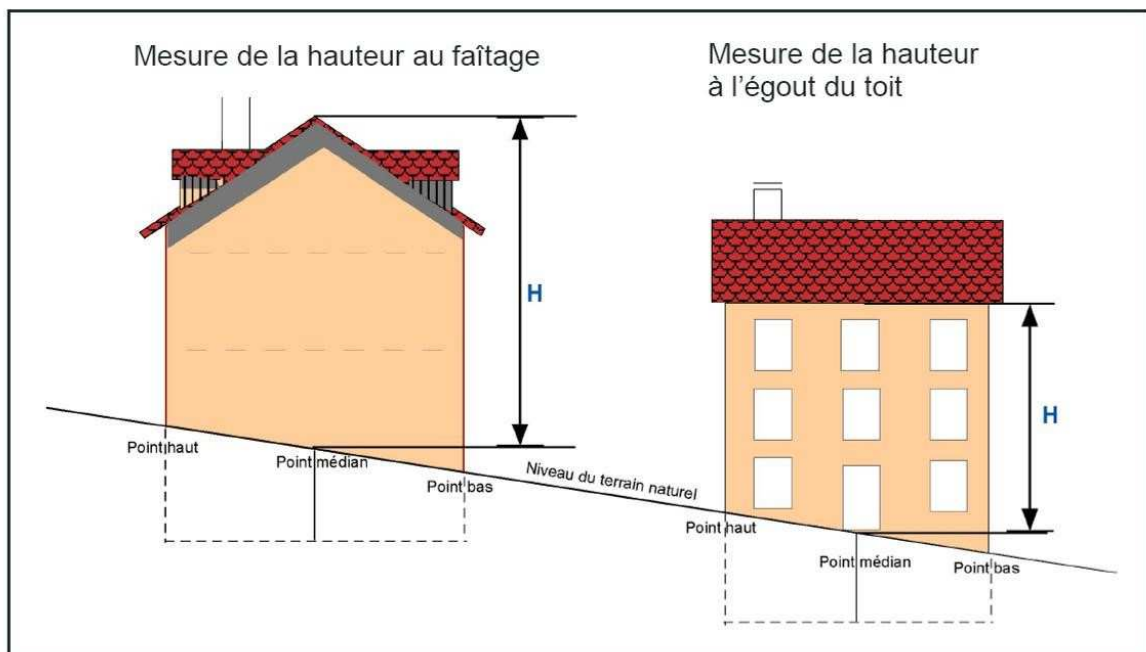 Mesure de la hauteur au faîtage
Mesure de la hauteur
à l'égout du toit
H
Point haut
Point médian
Point bas
Niveau du terrain naturel
H
Point haut
Point médian
Point bas